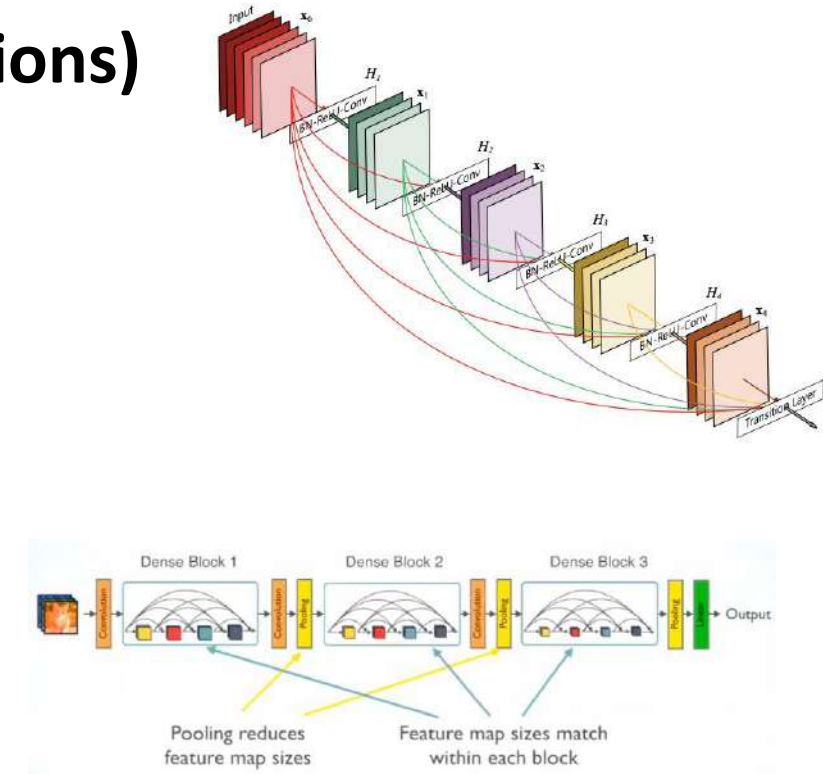 ions)
Input
x₀
H₁
BN-ReLU-Conv
x₁
H₂
BN-ReLU-Conv
x₂
H₃
BN-ReLU-Conv
x₃
H₄
BN-ReLU-Conv
x₄
Transition Layer
Dense Block 1
Dense Block 2
Dense Block 3
Convolution
Convolution
Pooling
Convolution
Pooling
Pooling
Linear
Output
Pooling reduces
feature map sizes
Feature map sizes match
within each block